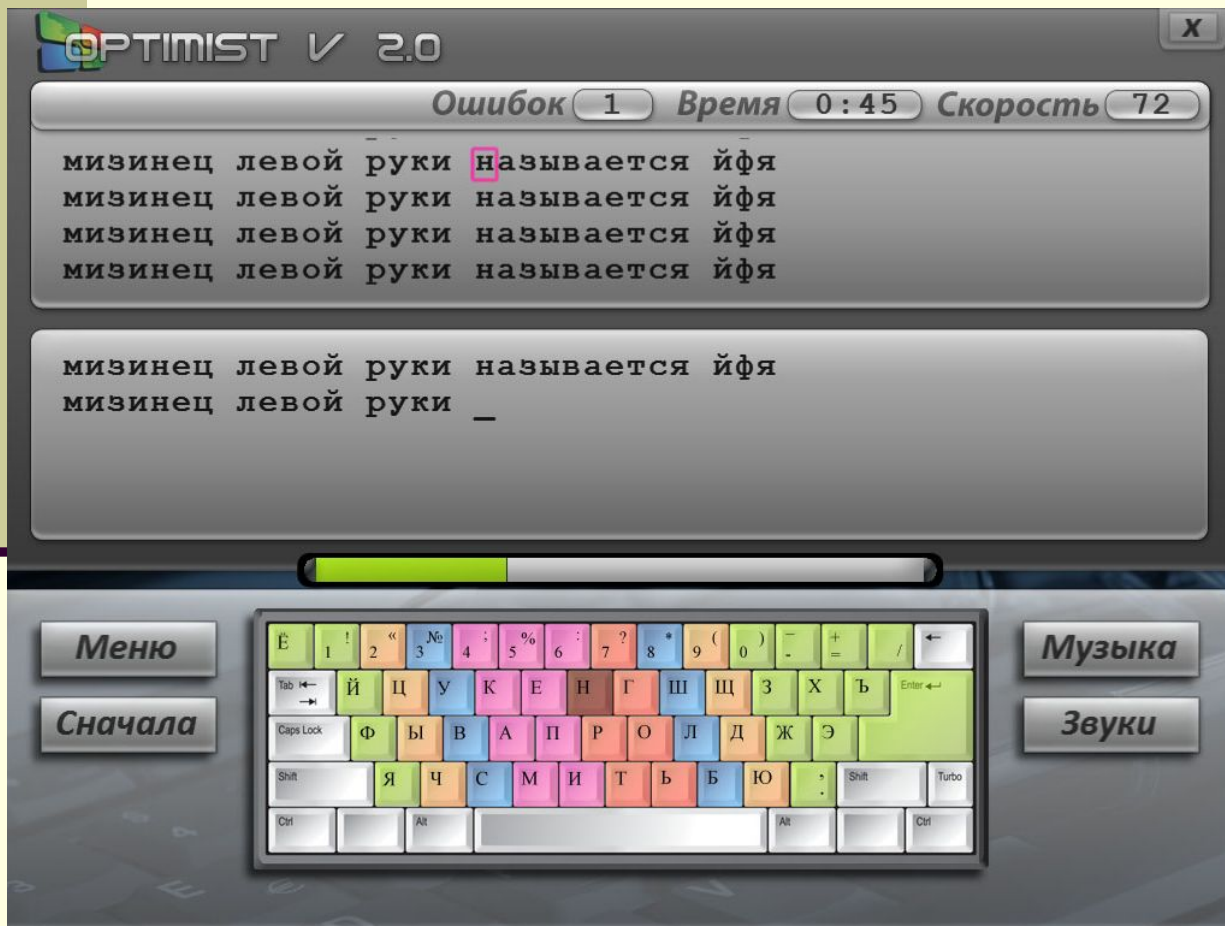 OPTIMIST V 2.0
X
Ошибок 1 Время 0:45 Скорость 72
мизинец левой руки называется йфя
мизинец левой руки называется йфя
мизинец левой руки называется йфя
мизинец левой руки называется йфя
мизинец левой руки называется йфя
мизинец левой руки _
Меню
Сначала
Ё 1 ! 2 « 3 № 4 ; 5 % 6 : 7 ? 8 * 9 ( 0 ) - _ = + / ←
Tab Й Ц У К Е Н Г Ш Щ З Х Ъ Enter
Caps Lock Ф Ы В А П Р О Л Д Ж Э
Shift Я Ч С М И Т Ь Б Ю . , Shift Turbo
Ctrl Alt Alt Ctrl
Музыка
Звуки